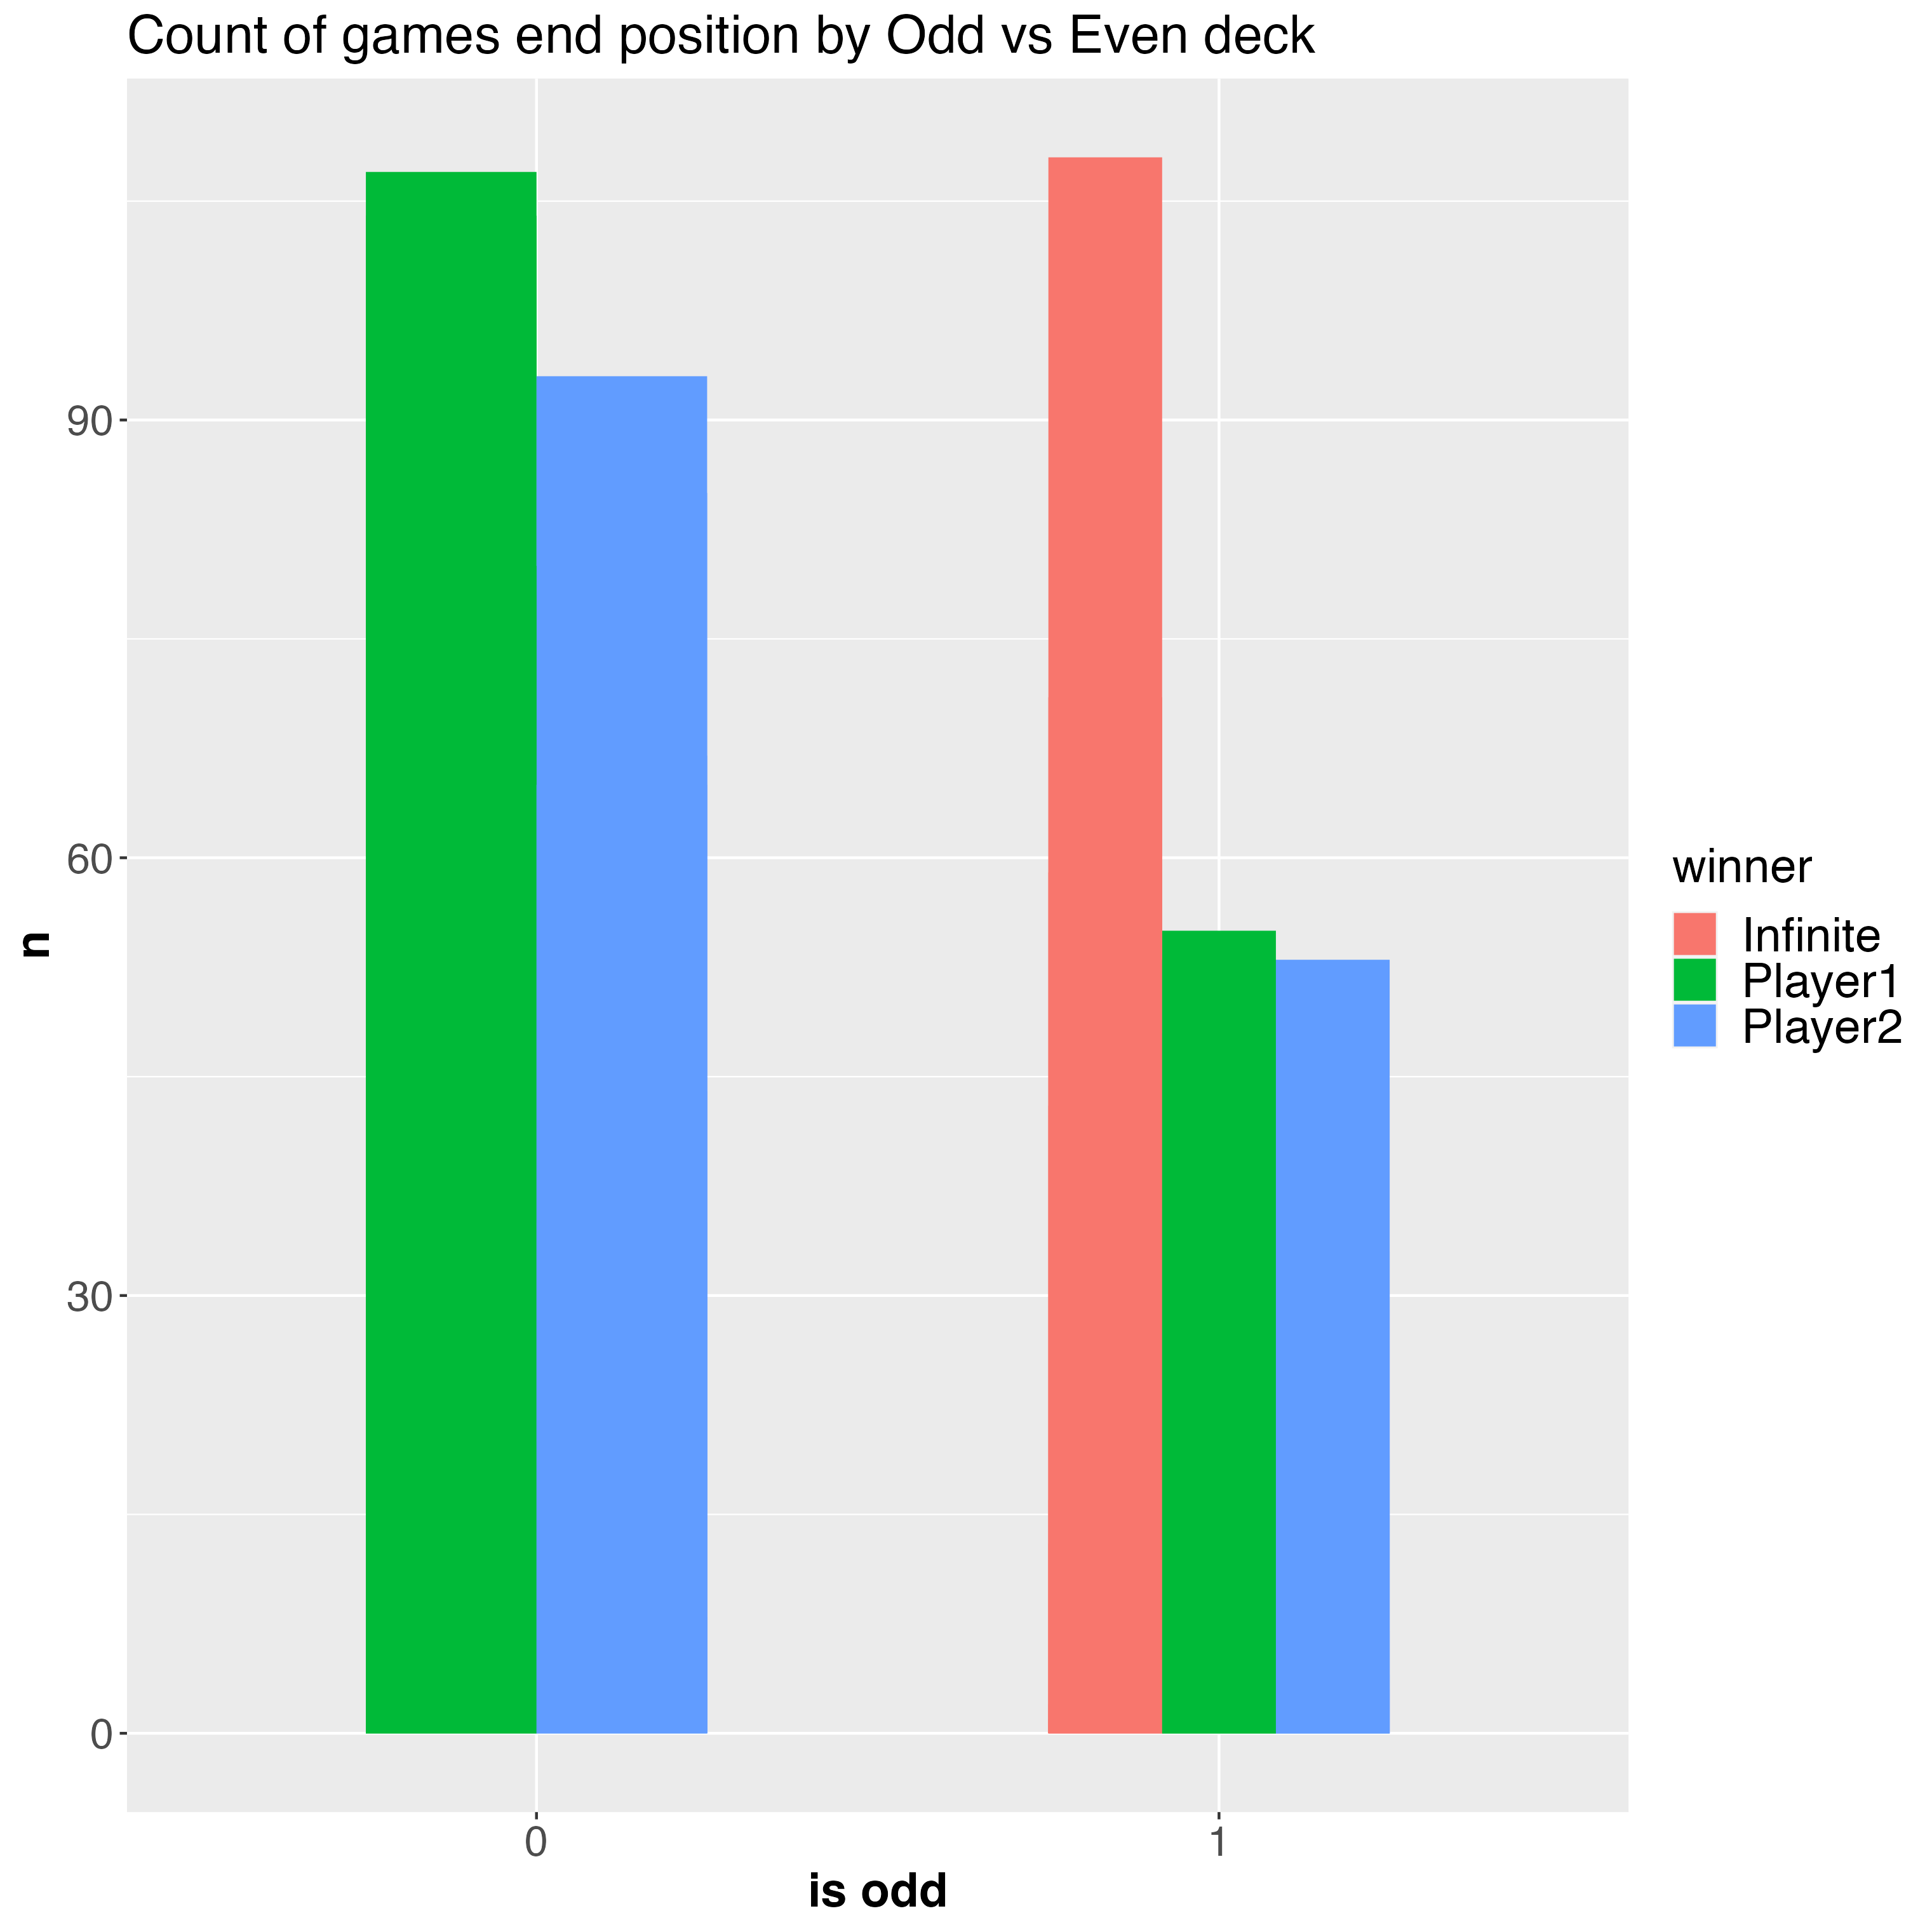 Count of games end position by Odd vs Even deck
90
60
30
0
n
0
1
is odd
winner
Infinite
Player1
Player2